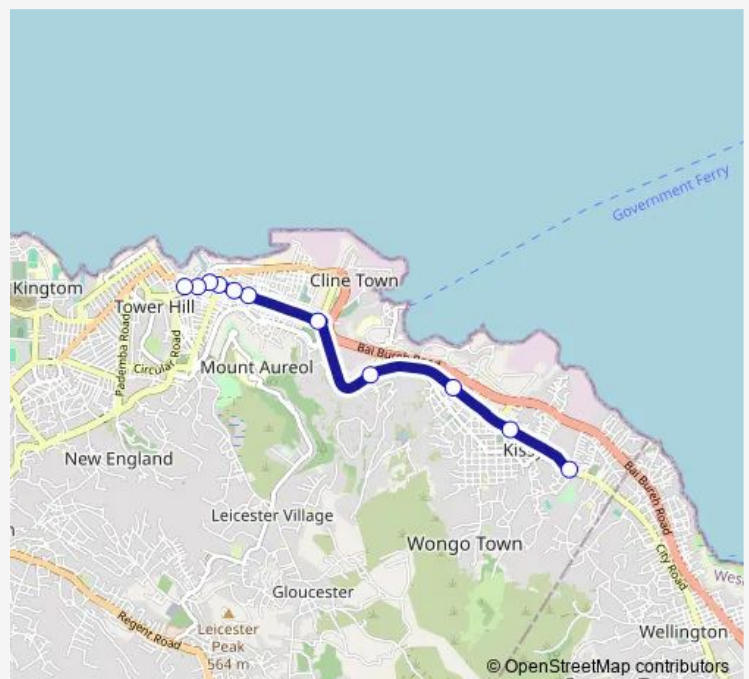 Government Ferry
Kington
Cline Town
Tower Hill
Pademba Road
Circular Road
Bai Bureh Road
Mount Aureol
New England
Kissy
Bai Bureh Road
Leicester Village
Wongo Town
City Road
Gloucester
Leicester
Peak
564 m
Regent Road
Wellington
© OpenStreetMap contributors